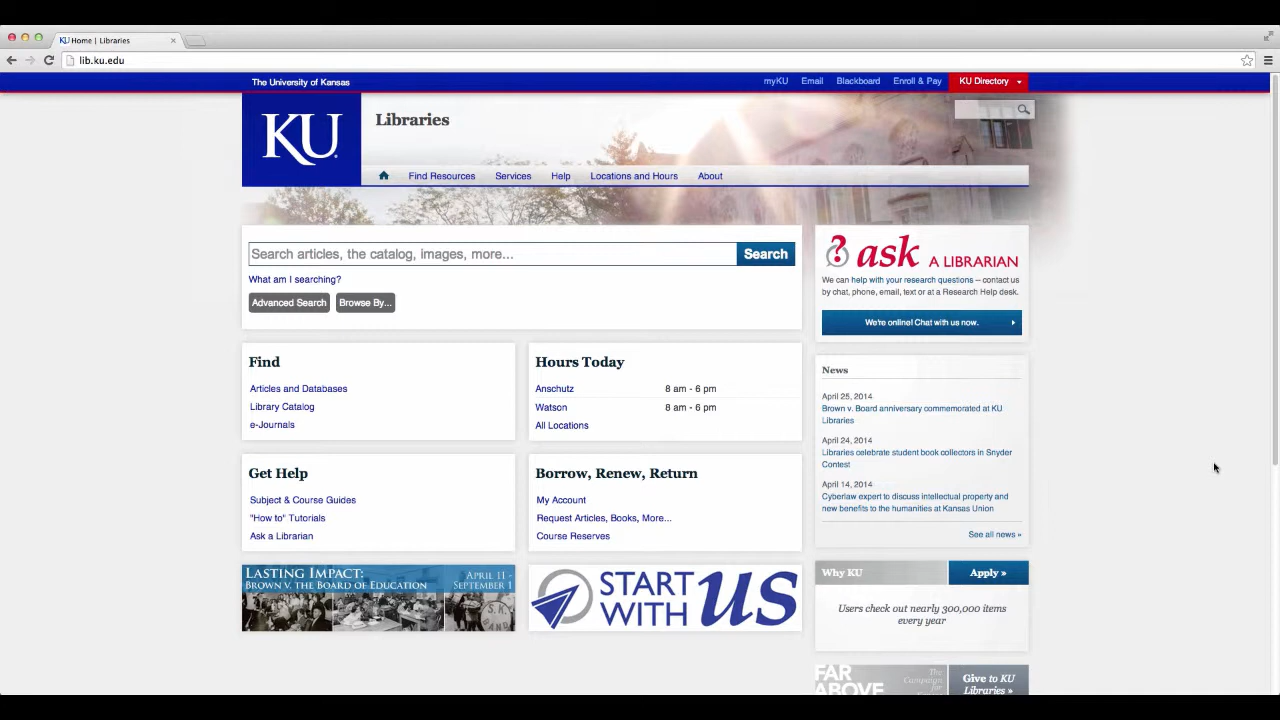 KU Home | Libraries
lib.ku.edu
The University of Kansas
myKU Email Blackboard Enroll & Pay KU Directory
KU
Libraries
Find Resources Services Help Locations and Hours About
Search articles, the catalog, images, more... Search
What am I searching?
Advanced Search Browse By...
? ask A LIBRARIAN
We can help with your research questions – contact us
by chat, phone, email, text or at a Research Help desk.
We're online! Chat with us now.
Find
Articles and Databases
Library Catalog
e-Journals
Hours Today
Anschutz 8 am - 6 pm
Watson 8 am - 6 pm
All Locations
News
April 25, 2014
Brown v. Board anniversary commemorated at KU
Libraries
April 24, 2014
Libraries celebrate student book collectors in Snyder
Contest
April 14, 2014
Cyberlaw expert to discuss intellectual property and
new benefits to the humanities at Kansas Union
See all news »
Get Help
Subject & Course Guides
"How to" Tutorials
Ask a Librarian
Borrow, Renew, Return
My Account
Request Articles, Books, More...
Course Reserves
LASTING IMPACT: APRIL 11 -
BROWN V. THE BOARD OF EDUCATION SEPTEMBER 1
START
WITH us
Why KU Apply »
Users check out nearly 300,000 items
every year
FAR
ABOVE
The
Campaign
for
Give to KU
Libraries »